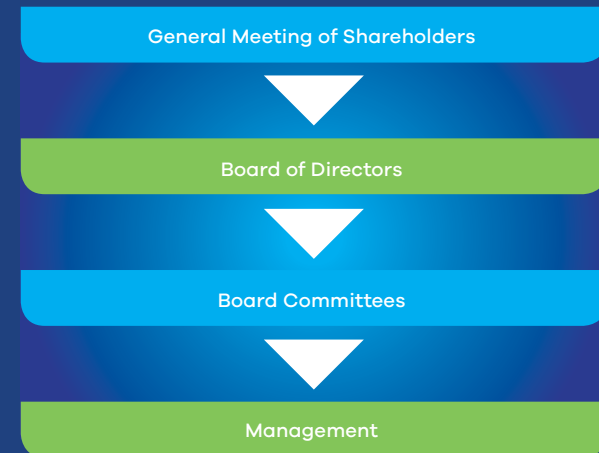 General Meeting of Shareholders
Board of Directors
Board Committees
Management